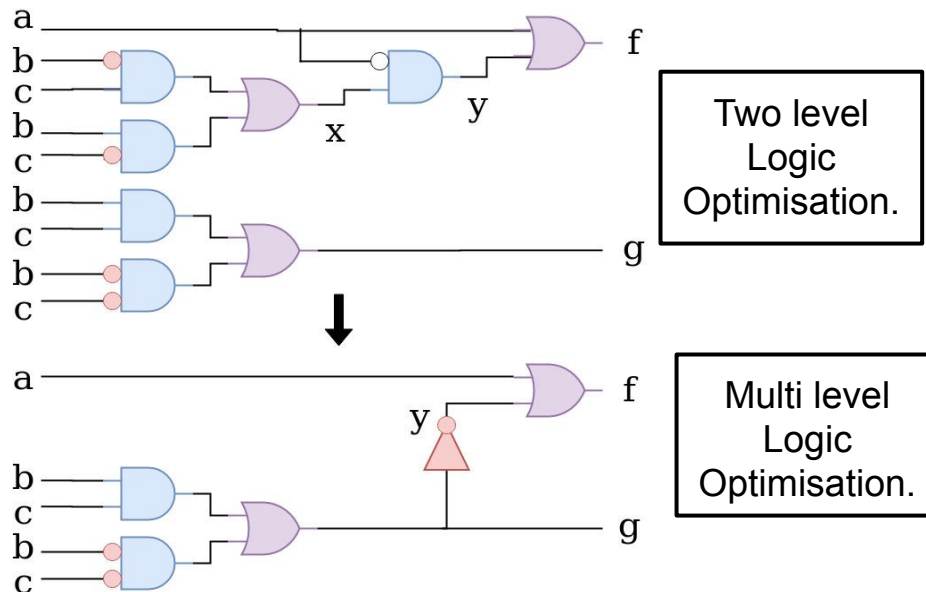 a
f
b
c
x
y
b
c
b
c
g
b
c
Two level
Logic
Optimisation.
a
f
y
b
c
g
b
c
Multi level
Logic
Optimisation.